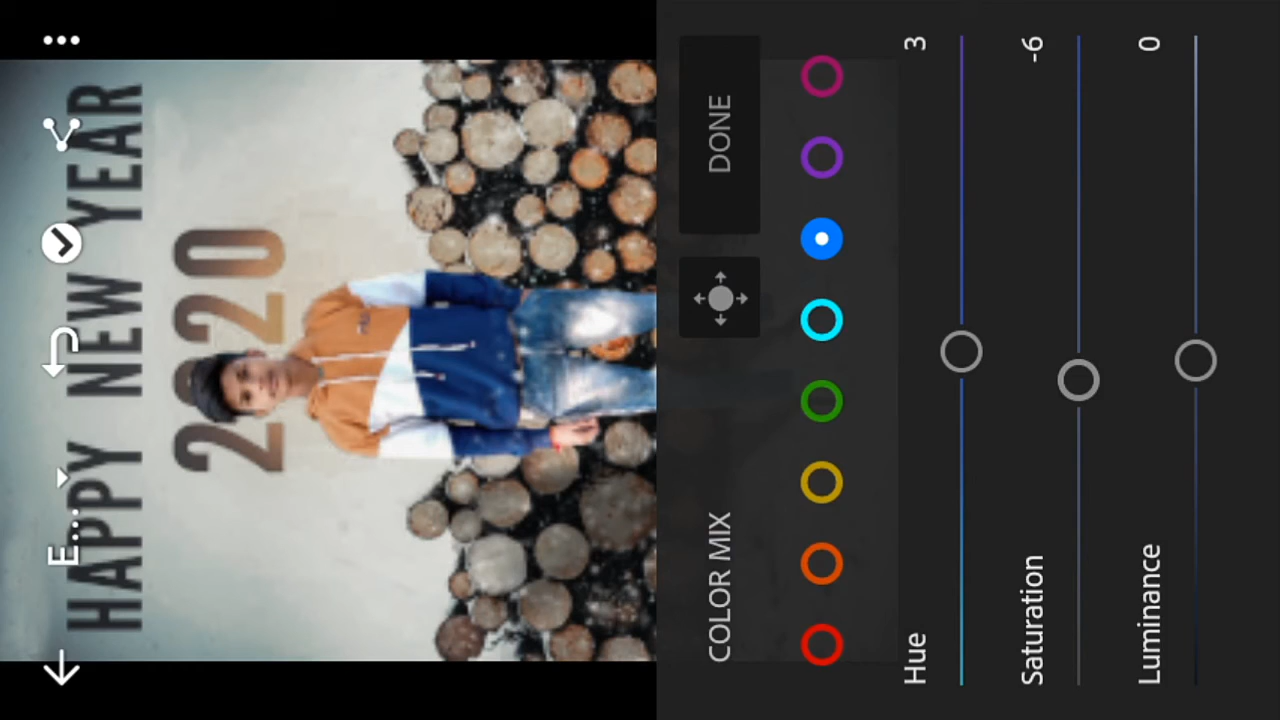 E...
HAPPY NEW YEAR
2020
COLOR MIX
DONE
Hue
3
Saturation
-6
Luminance
0